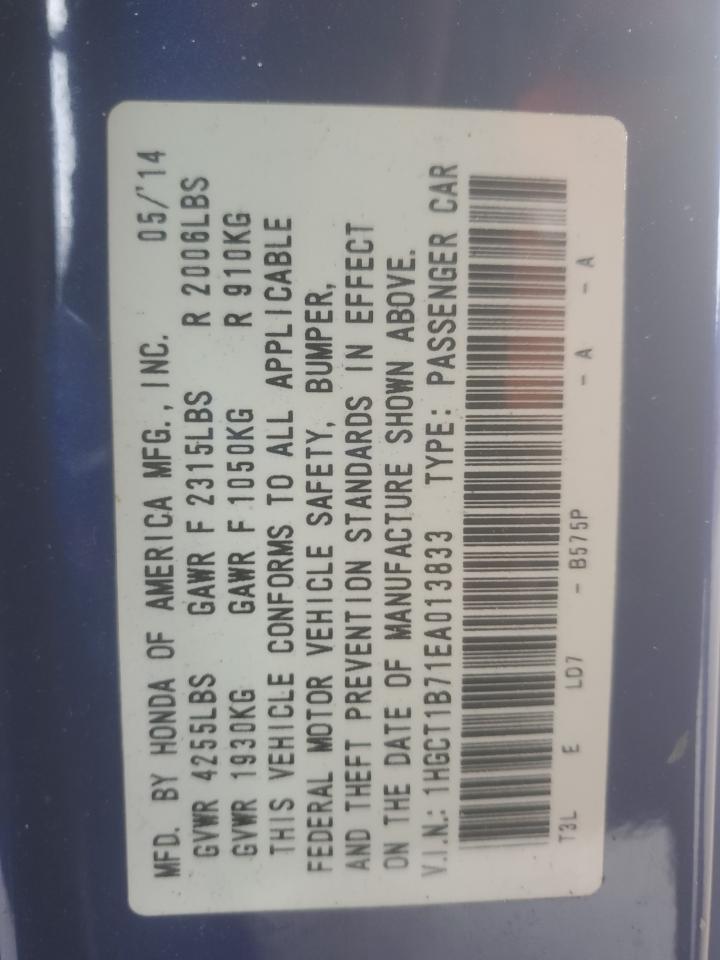 MFD. BY HONDA OF AMERICA MFG., INC. 05/'14
GVWR 4255LBS GAWR F 2315LBS R 2006LBS
GVWR 1930KG GAWR F 1050KG R 910KG
THIS VEHICLE CONFORMS TO ALL APPLICABLE
FEDERAL MOTOR VEHICLE SAFETY, BUMPER,
AND THEFT PREVENTION STANDARDS IN EFFECT
ON THE DATE OF MANUFACTURE SHOWN ABOVE.
V.I.N.: 1HGCT1B71EA013833 TYPE: PASSENGER CAR
T3L E L07 - B575P - A - A